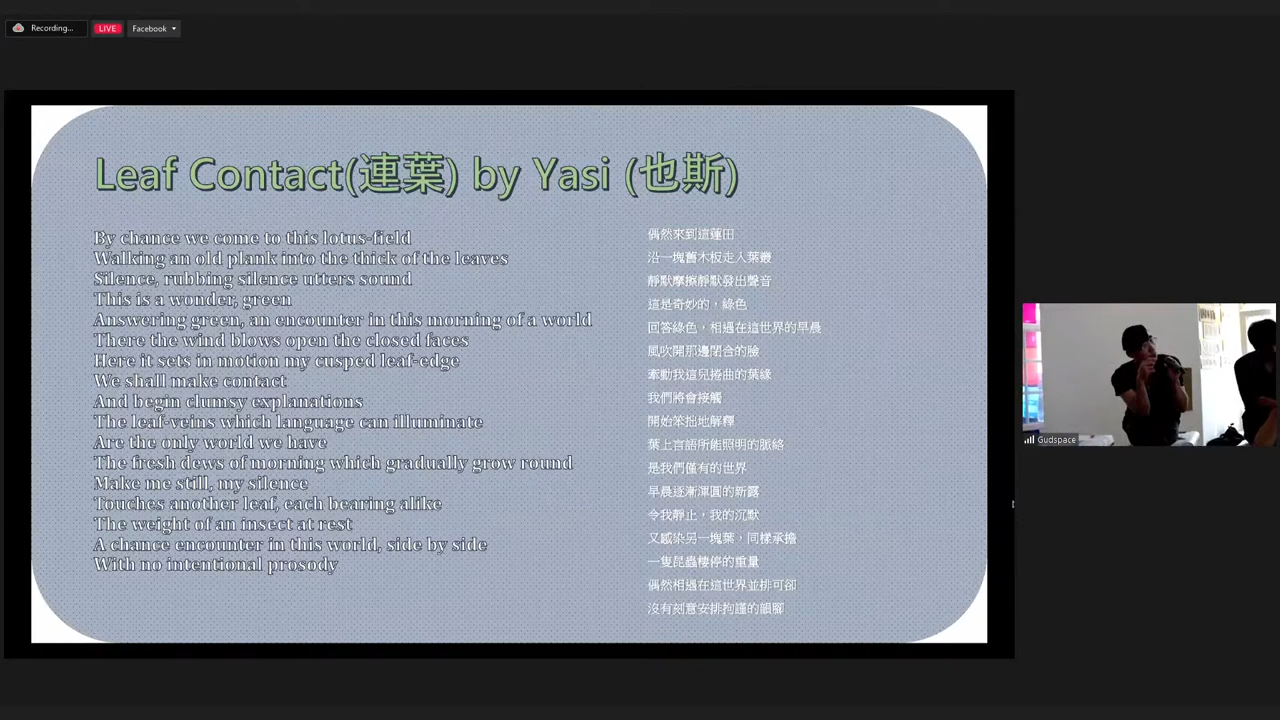 Recording...
LIVE
Facebook
Leaf Contact(連葉) by Yasi (也斯)
By chance we come to this lotus-field
Walking an old plank into the thick of the leaves
Silence, rubbing silence utters sound
This is a wonder, green
Answering green, an encounter in this morning of a world
There the wind blows open the closed faces
Here it sets in motion my cusped leaf-edge
We shall make contact
And begin clumsy explanations
The leaf-veins which language can illuminate
Are the only world we have
The fresh dews of morning which gradually grow round
Make me still, my silence
Touches another leaf, each bearing alike
The weight of an insect at rest
A chance encounter in this world, side by side
With no intentional prosody
偶然來到這蓮田
沿一塊舊木板走入葉叢
靜默摩擦靜默發出聲音
這是奇妙的，綠色
回答綠色，相遇在這世界的早晨
風吹開那邊閉合的臉
牽動我這兒捲曲的葉緣
我們將會接觸
開始笨拙地解釋
葉上言語所能照明的脈絡
是我們僅有的世界
早晨逐漸渾圓的新露
令我靜止，我的沉默
又感染另一塊葉，同樣承擔
一隻昆蟲棲停的重量
偶然相遇在這世界並排可卻
沒有刻意安排拘謹的韻腳
Gudspace